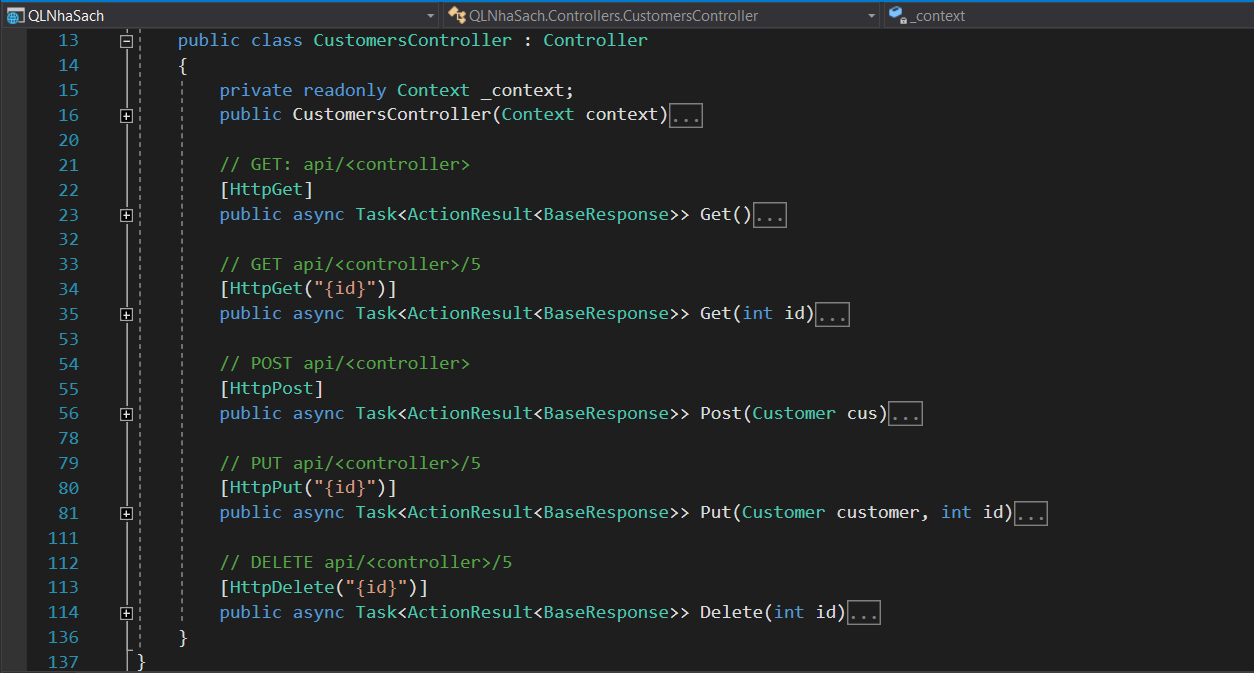 QLNhaSach QLNhaSach.Controllers.CustomersController _context
13 public class CustomersController : Controller
14 {
15 private readonly Context _context;
16 public CustomersController(Context context)...
20
21 // GET: api/<controller>
22 [HttpGet]
23 public async Task<ActionResult<BaseResponse>> Get()...
32
33 // GET api/<controller>/5
34 [HttpGet("{id}")]
35 public async Task<ActionResult<BaseResponse>> Get(int id)...
53
54 // POST api/<controller>
55 [HttpPost]
56 public async Task<ActionResult<BaseResponse>> Post(Customer cus)...
78
79 // PUT api/<controller>/5
80 [HttpPut("{id}")]
81 public async Task<ActionResult<BaseResponse>> Put(Customer customer, int id)...
111
112 // DELETE api/<controller>/5
113 [HttpDelete("{id}")]
114 public async Task<ActionResult<BaseResponse>> Delete(int id)...
136 }
137 }